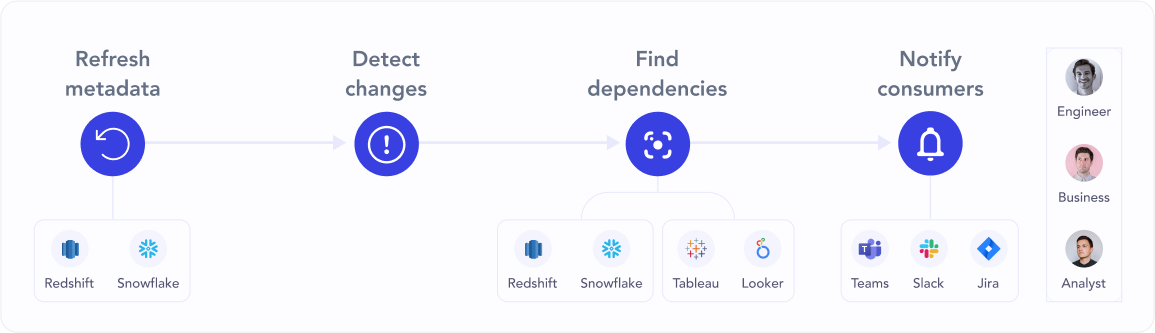 Refresh
metadata
Detect
changes
Find
dependencies
Notify
consumers
Engineer
Business
Analyst
Redshift
Snowflake
Redshift
Snowflake
Tableau
Looker
Teams
Slack
Jira